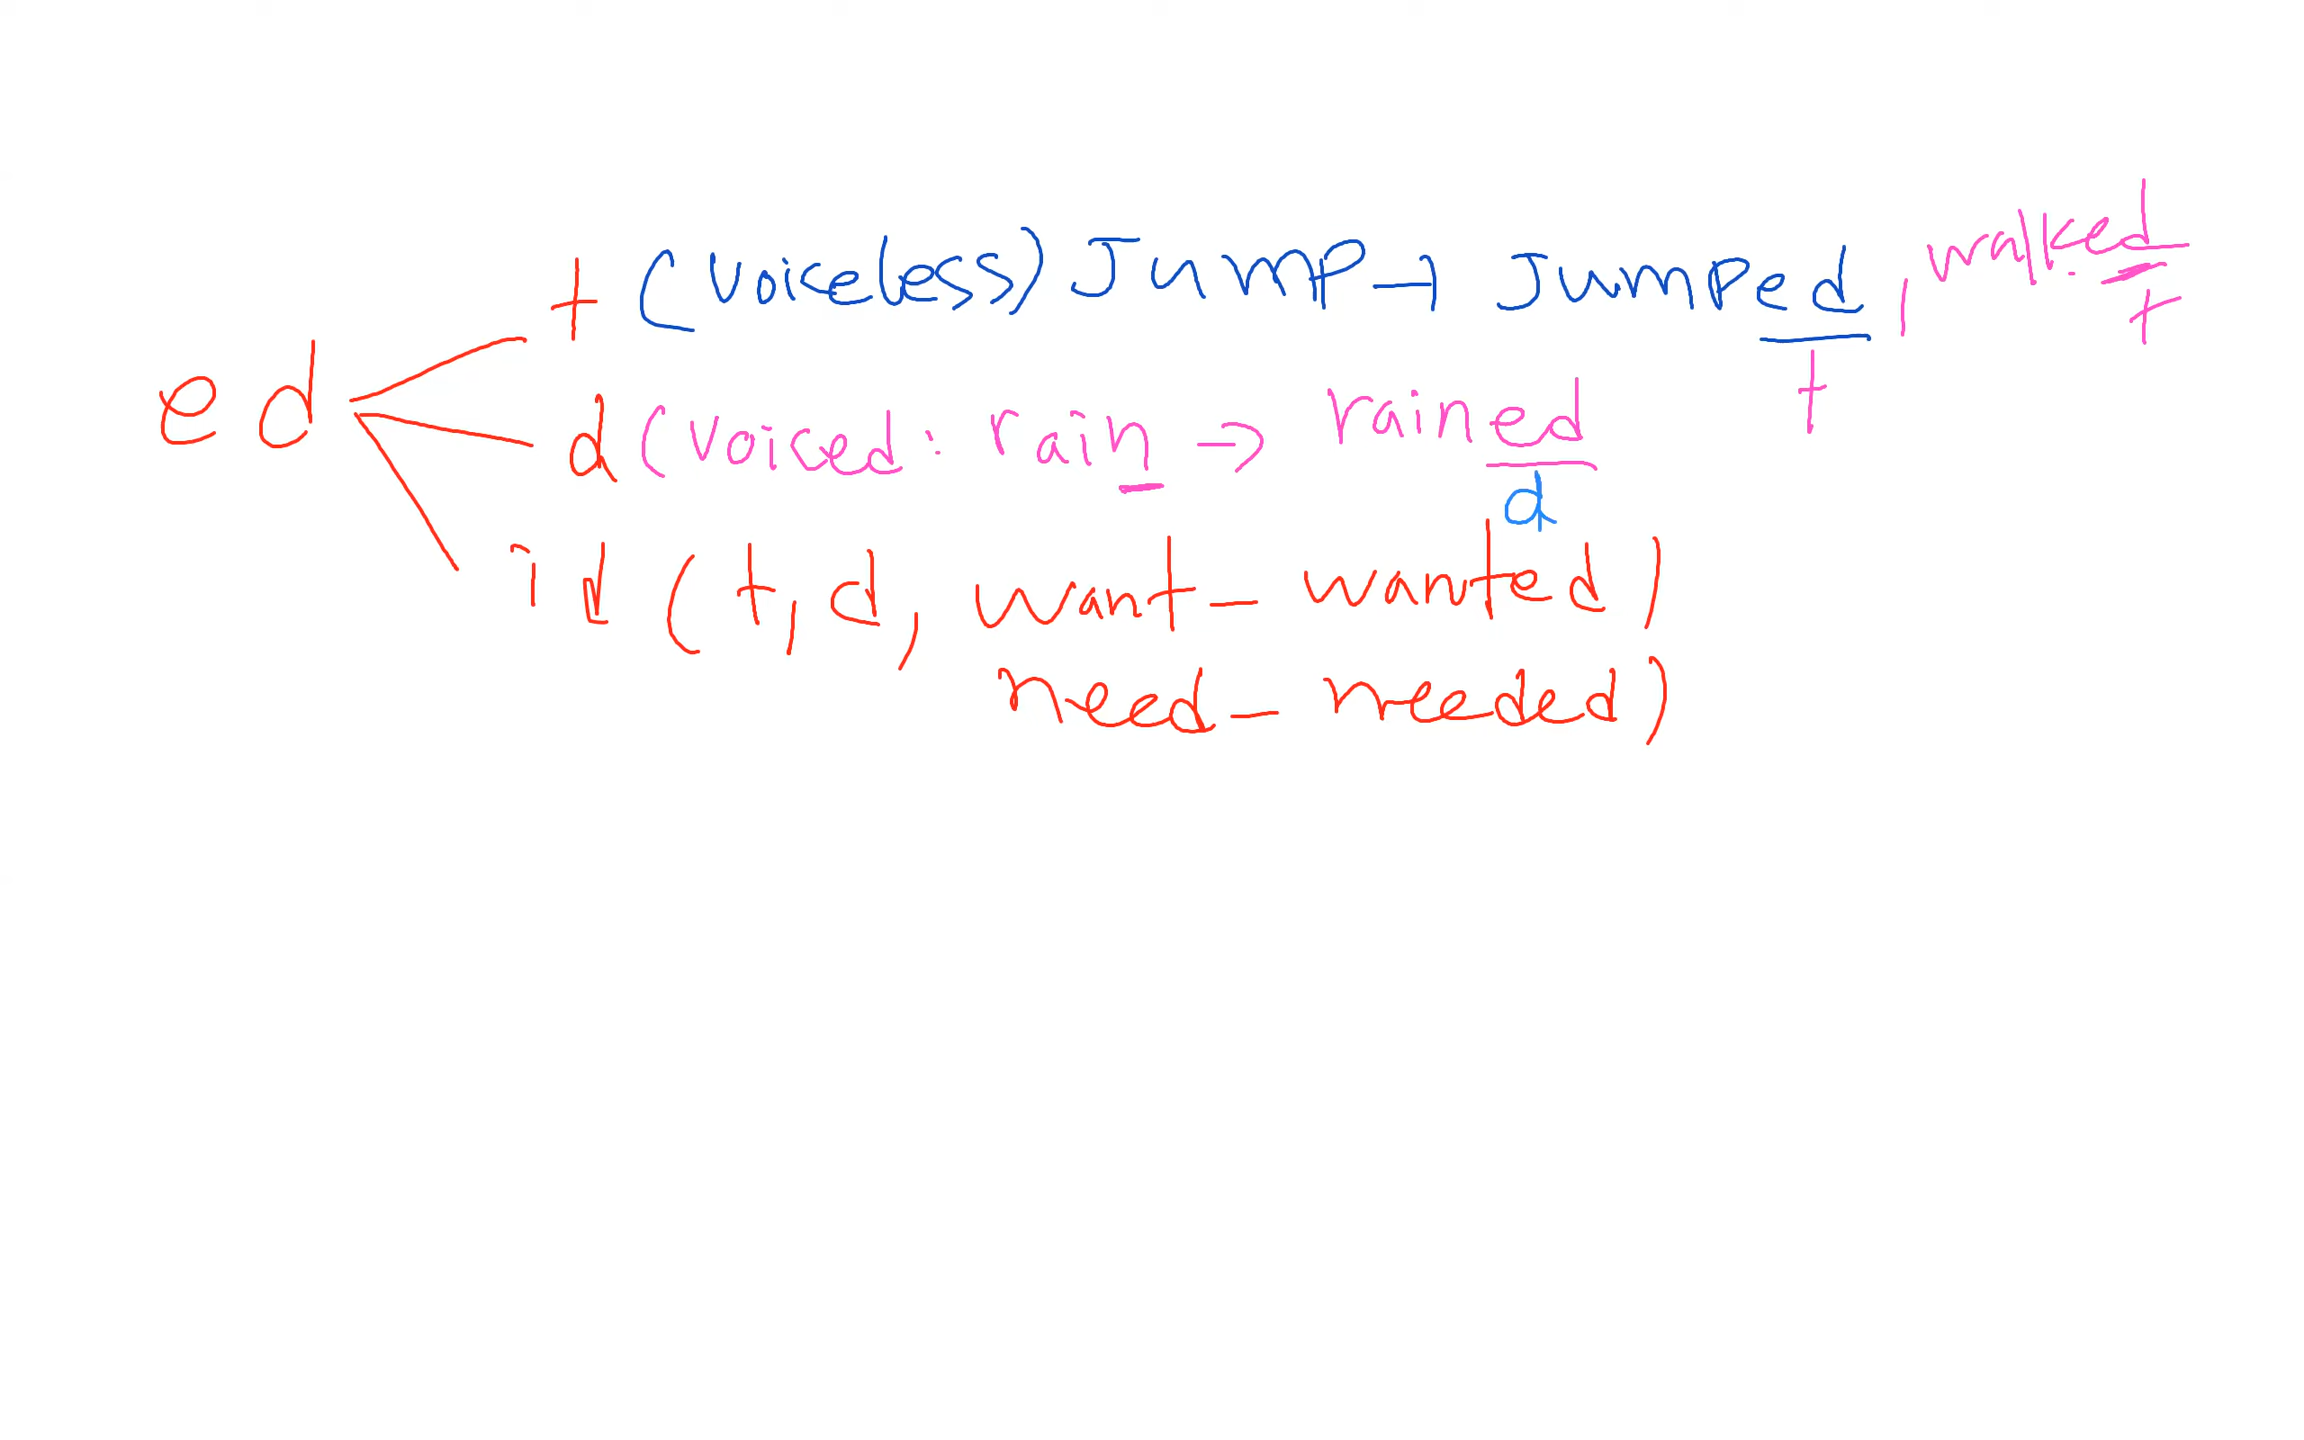 t (voiceless) Jump → Jumped, walked
t
t
ed
d (voiced: rain → rained
d
id (t, d, want - wanted)
need - needed)